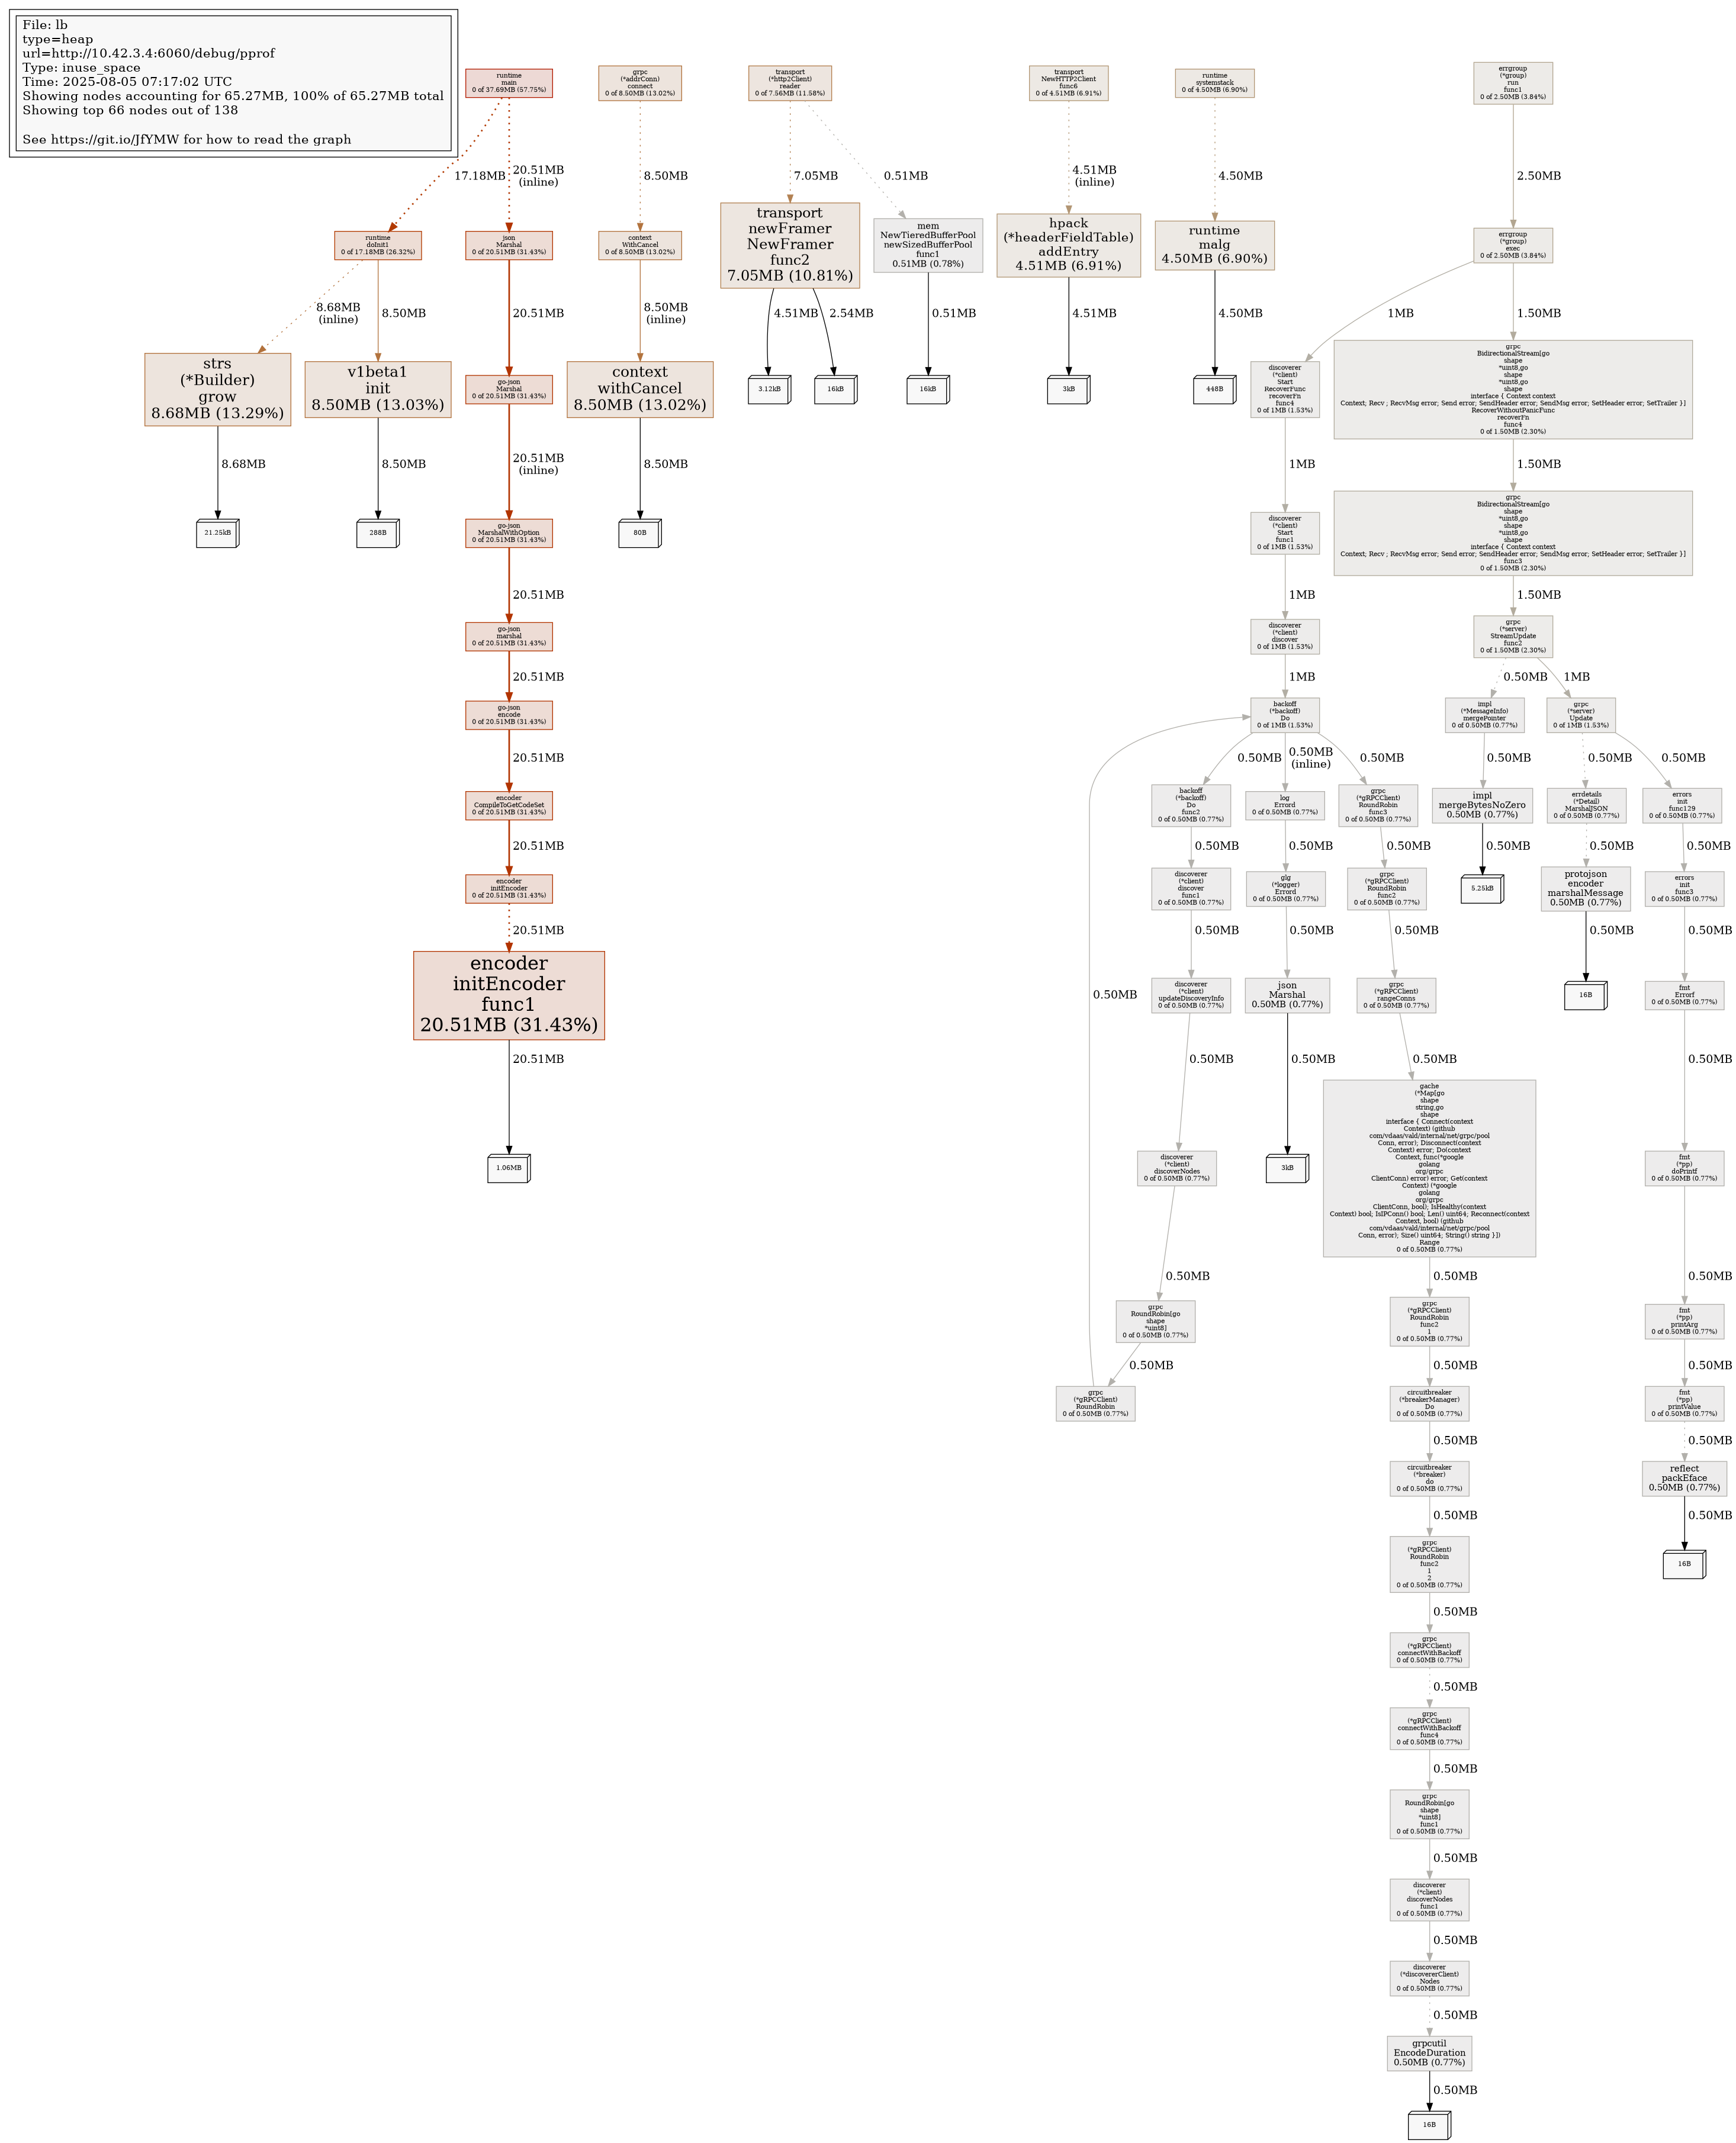 File: lb
type=heap
url=http://10.42.3.4:6060/debug/pprof
Type: inuse_space
Time: 2025-08-05 07:17:02 UTC
Showing nodes accounting for 65.27MB, 100% of 65.27MB total
Showing top 66 nodes out of 138
See https://git.io/JfYMW for how to read the graph
runtime
main
0 of 37.69MB (57.75%)
grpc
(*addrConn)
connect
0 of 8.50MB (13.02%)
transport
(*http2Client)
reader
0 of 7.56MB (11.58%)
transport
NewHTTP2Client
func6
0 of 4.51MB (6.91%)
runtime
systemstack
0 of 4.50MB (6.90%)
errgroup
(*group)
run
func1
0 of 2.50MB (3.84%)
17.18MB
20.51MB
(inline)
8.50MB
7.05MB
0.51MB
4.51MB
(inline)
4.50MB
2.50MB
runtime
doInit1
0 of 17.18MB (26.32%)
json
Marshal
0 of 20.51MB (31.43%)
context
WithCancel
0 of 8.50MB (13.02%)
transport
newFramer
NewFramer
func2
7.05MB (10.81%)
mem
NewTieredBufferPool
newSizedBufferPool
func1
0.51MB (0.78%)
hpack
(*headerFieldTable)
addEntry
4.51MB (6.91%)
runtime
malg
4.50MB (6.90%)
errgroup
(*group)
exec
0 of 2.50MB (3.84%)
8.68MB
(inline)
8.50MB
20.51MB
8.50MB
(inline)
4.51MB
2.54MB
0.51MB
4.51MB
4.50MB
1MB
1.50MB
strs
(*Builder)
grow
8.68MB (13.29%)
v1beta1
init
8.50MB (13.03%)
go-json
Marshal
0 of 20.51MB (31.43%)
context
withCancel
8.50MB (13.02%)
3.12kB
16kB
16kB
3kB
448B
discoverer
(*client)
Start
RecoverFunc
recoverFn
func4
0 of 1MB (1.53%)
grpc
BidirectionalStream[go
shape
*uint8,go
shape
*uint8,go
shape
interface { Context context
Context; Recv ; RecvMsg error; Send error; SendHeader error; SendMsg error; SetHeader error; SetTrailer }]
RecoverWithoutPanicFunc
recoverFn
func4
0 of 1.50MB (2.30%)
8.68MB
8.50MB
20.51MB
(inline)
8.50MB
1MB
1.50MB
21.25kB
288B
go-json
MarshalWithOption
0 of 20.51MB (31.43%)
80B
discoverer
(*client)
Start
func1
0 of 1MB (1.53%)
grpc
BidirectionalStream[go
shape
*uint8,go
shape
*uint8,go
shape
interface { Context context
Context; Recv ; RecvMsg error; Send error; SendHeader error; SendMsg error; SetHeader error; SetTrailer }]
func3
0 of 1.50MB (2.30%)
20.51MB
1MB
1.50MB
go-json
marshal
0 of 20.51MB (31.43%)
discoverer
(*client)
discover
0 of 1MB (1.53%)
grpc
(*server)
StreamUpdate
func2
0 of 1.50MB (2.30%)
20.51MB
1MB
0.50MB
1MB
go-json
encode
0 of 20.51MB (31.43%)
backoff
(*backoff)
Do
0 of 1MB (1.53%)
impl
(*MessageInfo)
mergePointer
0 of 0.50MB (0.77%)
grpc
(*server)
Update
0 of 1MB (1.53%)
20.51MB
0.50MB
0.50MB
(inline)
0.50MB
0.50MB
0.50MB
0.50MB
encoder
CompileToGetCodeSet
0 of 20.51MB (31.43%)
backoff
(*backoff)
Do
func2
0 of 0.50MB (0.77%)
log
Errord
0 of 0.50MB (0.77%)
grpc
(*gRPCClient)
RoundRobin
func3
0 of 0.50MB (0.77%)
impl
mergeBytesNoZero
0.50MB (0.77%)
errdetails
(*Detail)
MarshalJSON
0 of 0.50MB (0.77%)
errors
init
func129
0 of 0.50MB (0.77%)
20.51MB
0.50MB
0.50MB
0.50MB
0.50MB
0.50MB
0.50MB
encoder
initEncoder
0 of 20.51MB (31.43%)
discoverer
(*client)
discover
func1
0 of 0.50MB (0.77%)
glg
(*logger)
Errord
0 of 0.50MB (0.77%)
grpc
(*gRPCClient)
RoundRobin
func2
0 of 0.50MB (0.77%)
5.25kB
protojson
encoder
marshalMessage
0.50MB (0.77%)
errors
init
func3
0 of 0.50MB (0.77%)
20.51MB
0.50MB
0.50MB
0.50MB
0.50MB
0.50MB
encoder
initEncoder
func1
20.51MB (31.43%)
0.50MB
discoverer
(*client)
updateDiscoveryInfo
0 of 0.50MB (0.77%)
json
Marshal
0.50MB (0.77%)
grpc
(*gRPCClient)
rangeConns
0 of 0.50MB (0.77%)
16B
fmt
Errorf
0 of 0.50MB (0.77%)
20.51MB
0.50MB
0.50MB
0.50MB
0.50MB
1.06MB
discoverer
(*client)
discoverNodes
0 of 0.50MB (0.77%)
3kB
gache
(*Map[go
shape
string,go
shape
interface { Connect(context
Context) (github
com/vdaas/vald/internal/net/grpc/pool
Conn, error); Disconnect(context
Context) error; Do(context
Context, func(*google
golang
org/grpc
ClientConn) error) error; Get(context
Context) (*google
golang
org/grpc
ClientConn, bool); IsHealthy(context
Context) bool; IsIPConn() bool; Len() uint64; Reconnect(context
Context, bool) (github
com/vdaas/vald/internal/net/grpc/pool
Conn, error); Size() uint64; String() string }])
Range
0 of 0.50MB (0.77%)
fmt
(*pp)
doPrintf
0 of 0.50MB (0.77%)
0.50MB
0.50MB
0.50MB
grpc
RoundRobin[go
shape
*uint8]
0 of 0.50MB (0.77%)
grpc
(*gRPCClient)
RoundRobin
func2
1
0 of 0.50MB (0.77%)
fmt
(*pp)
printArg
0 of 0.50MB (0.77%)
0.50MB
0.50MB
0.50MB
grpc
(*gRPCClient)
RoundRobin
0 of 0.50MB (0.77%)
circuitbreaker
(*breakerManager)
Do
0 of 0.50MB (0.77%)
fmt
(*pp)
printValue
0 of 0.50MB (0.77%)
0.50MB
0.50MB
circuitbreaker
(*breaker)
do
0 of 0.50MB (0.77%)
reflect
packEface
0.50MB (0.77%)
0.50MB
0.50MB
grpc
(*gRPCClient)
RoundRobin
func2
1
2
0 of 0.50MB (0.77%)
16B
0.50MB
grpc
(*gRPCClient)
connectWithBackoff
0 of 0.50MB (0.77%)
0.50MB
grpc
(*gRPCClient)
connectWithBackoff
func4
0 of 0.50MB (0.77%)
0.50MB
grpc
RoundRobin[go
shape
*uint8]
func1
0 of 0.50MB (0.77%)
0.50MB
discoverer
(*client)
discoverNodes
func1
0 of 0.50MB (0.77%)
0.50MB
discoverer
(*discovererClient)
Nodes
0 of 0.50MB (0.77%)
0.50MB
grpcutil
EncodeDuration
0.50MB (0.77%)
0.50MB
16B